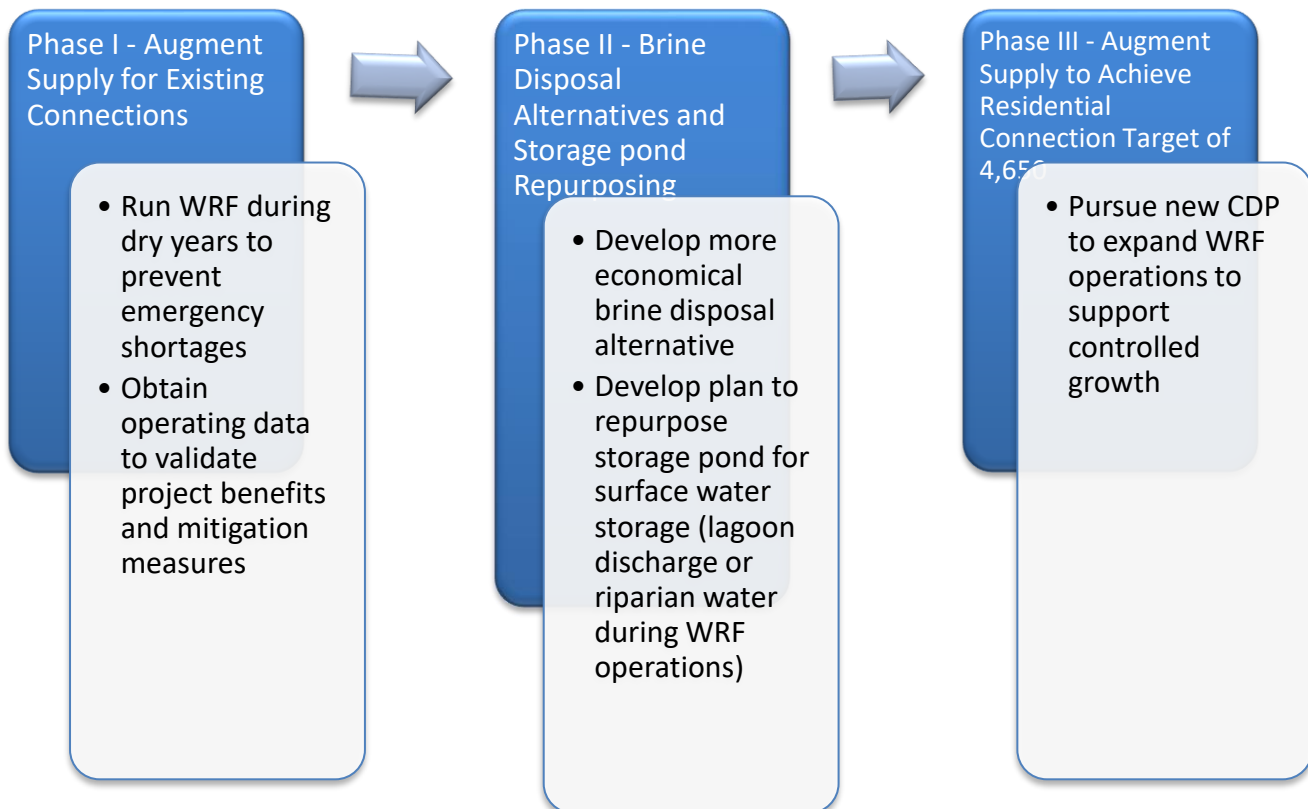 Phase I - Augment
Supply for Existing
Connections
• Run WRF during
dry years to
prevent
emergency
shortages
• Obtain
operating data
to validate
project benefits
and mitigation
measures
Phase II - Brine
Disposal
Alternatives and
Storage pond
Repurposing
• Develop more
economical
brine disposal
alternative
• Develop plan to
repurpose
storage pond for
surface water
storage (lagoon
discharge or
riparian water
during WRF
operations)
Phase III - Augment
Supply to Achieve
Residential
Connection Target of
4,650
• Pursue new CDP
to expand WRF
operations to
support
controlled
growth